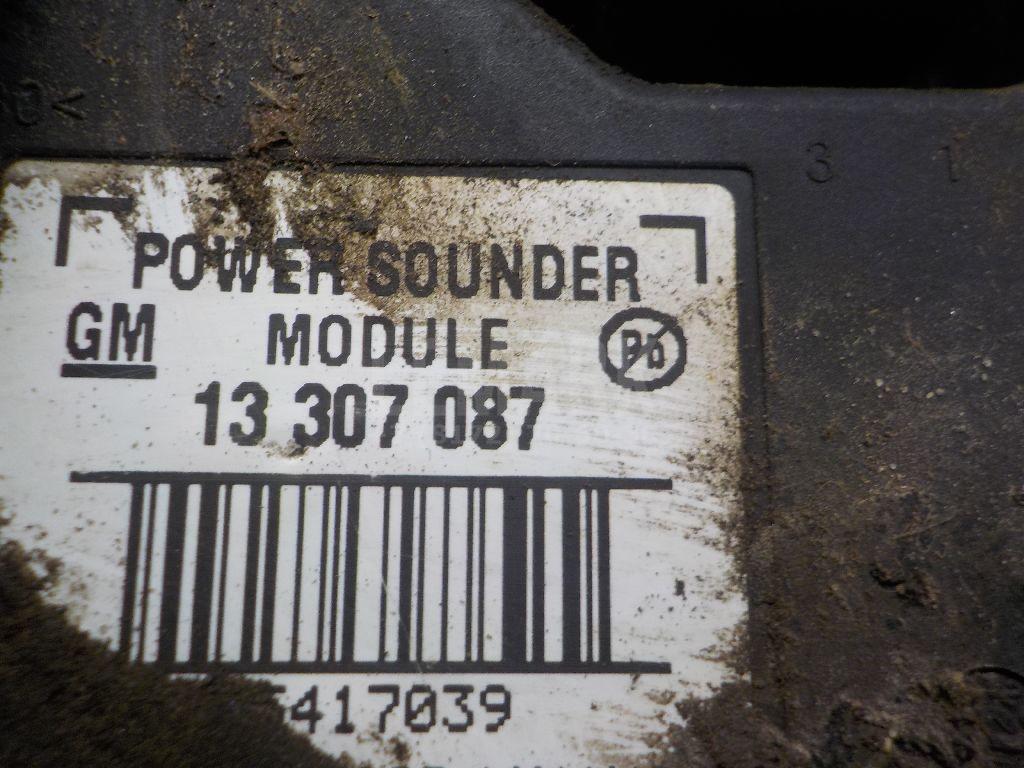 3 1
POWER SOUNDER
GM MODULE
Pb
13 307 087
417039